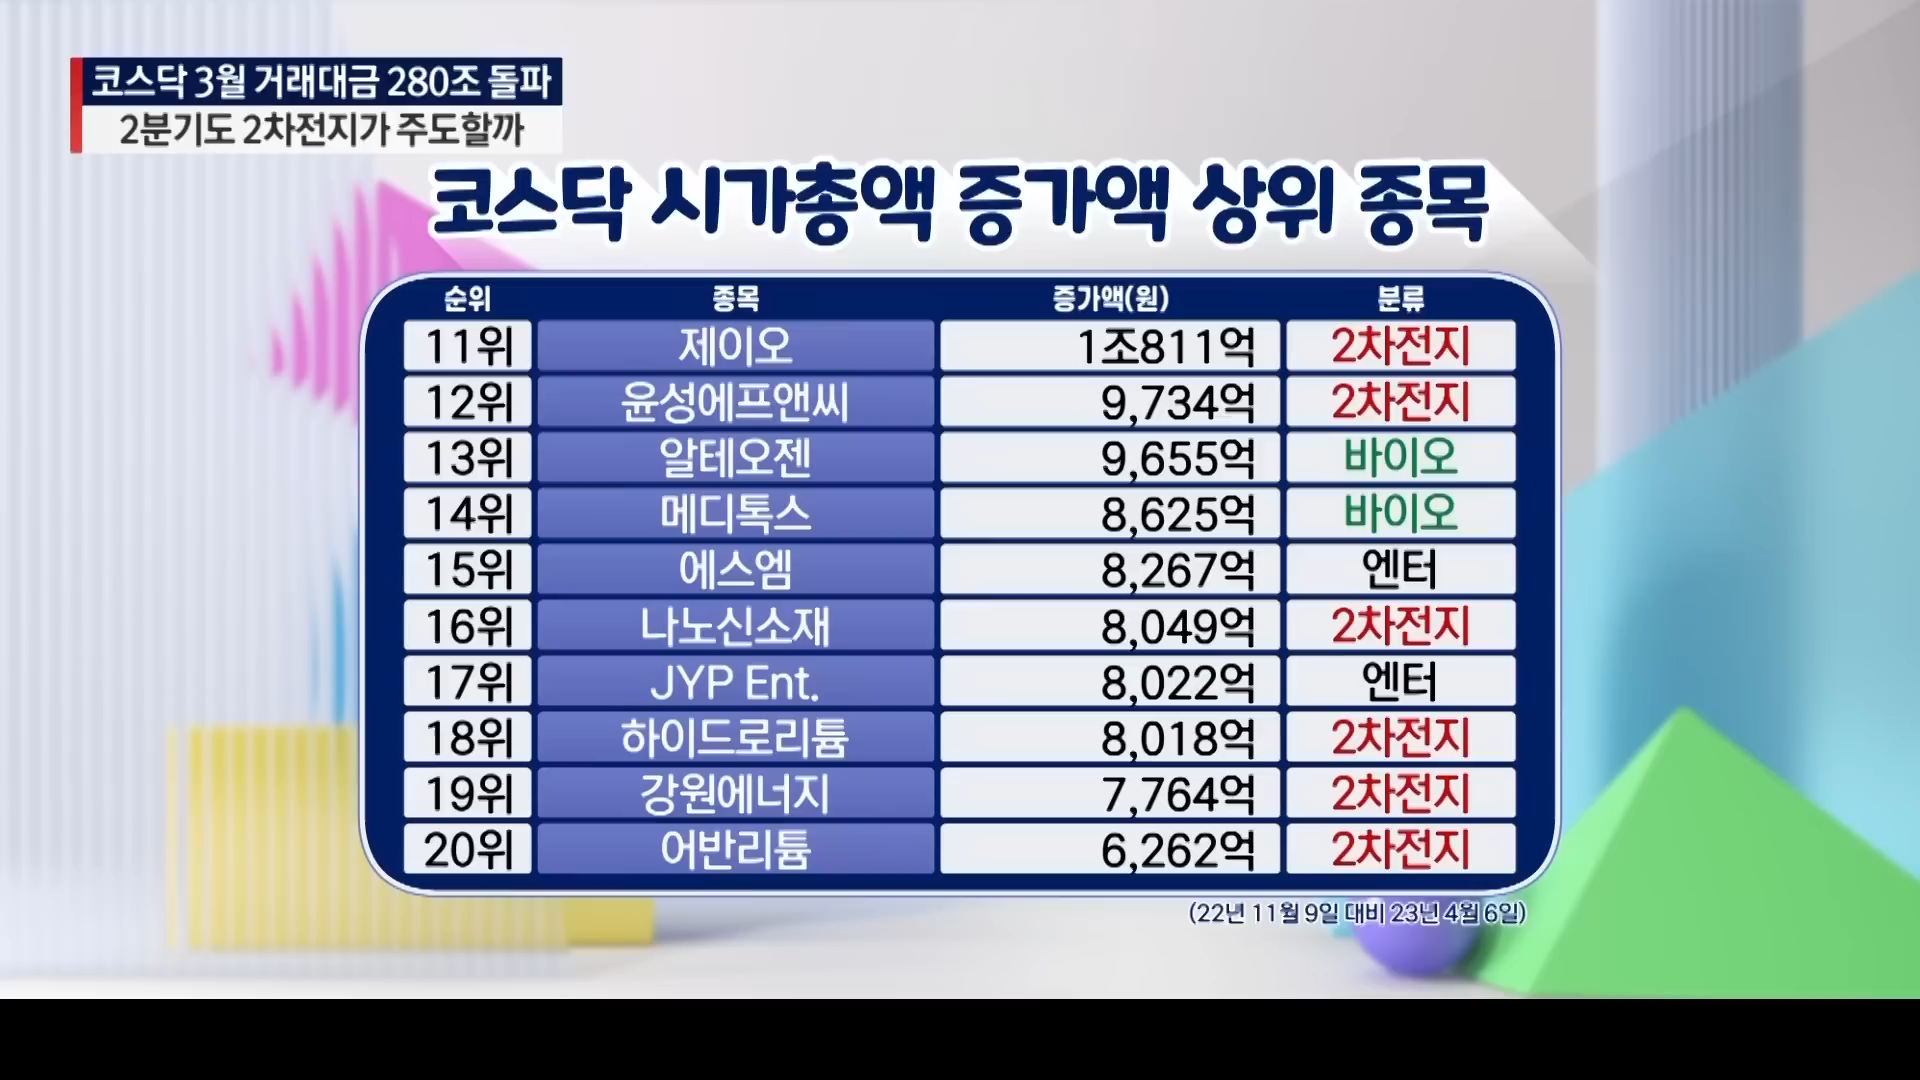 코스닥 3월 거래대금 280조 돌파
2분기도 2차전지가 주도할까
코스닥 시가총액 증가액 상위 종목
순위 종목 증가액(원) 분류
11위 제이오 1조811억 2차전지
12위 윤성에프앤씨 9,734억 2차전지
13위 알테오젠 9,655억 바이오
14위 메디톡스 8,625억 바이오
15위 에스엠 8,267억 엔터
16위 나노신소재 8,049억 2차전지
17위 JYP Ent. 8,022억 엔터
18위 하이드로리튬 8,018억 2차전지
19위 강원에너지 7,764억 2차전지
20위 어반리튬 6,262억 2차전지
(22년 11월 9일 대비 23년 4월 6일)